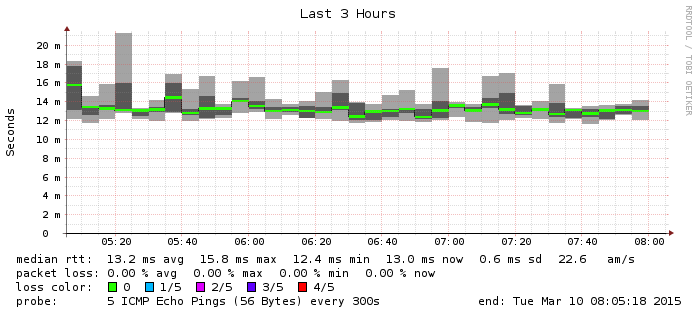 Last 3 Hours
RRDTOOL / TOBI OETIKER
Seconds
20 m
18 m
16 m
14 m
12 m
10 m
8 m
6 m
4 m
2 m
0
05:20 05:40 06:00 06:20 06:40 07:00 07:20 07:40 08:00
median rtt: 13.2 ms avg 15.8 ms max 12.4 ms min 13.0 ms now 0.6 ms sd 22.6 am/s
packet loss: 0.00 % avg 0.00 % max 0.00 % min 0.00 % now
loss color: 0 1/5 2/5 3/5 4/5
probe: 5 ICMP Echo Pings (56 Bytes) every 300s end: Tue Mar 10 08:05:18 2015